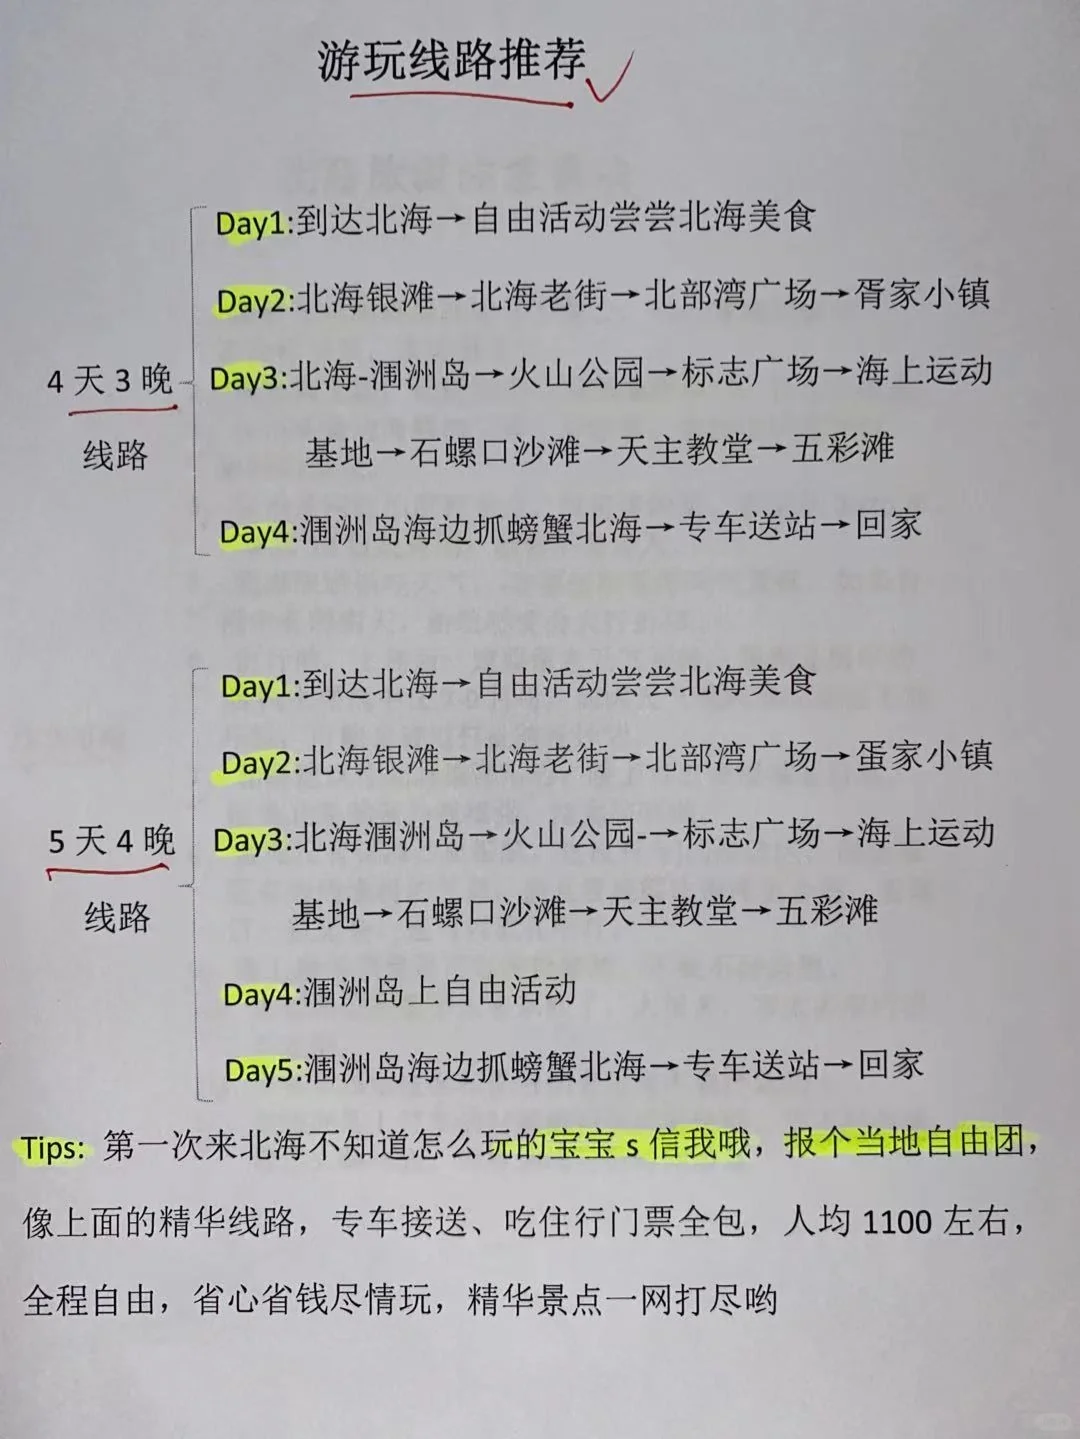 游玩线路推荐
4天3晚
线路
Day1:到达北海→自由活动尝尝北海美食
Day2:北海银滩→北海老街→北部湾广场→胥家小镇
Day3:北海-涠洲岛→火山公园→标志广场→海上运动
基地→石螺口沙滩→天主教堂→五彩滩
Day4:涠洲岛海边抓螃蟹北海→专车送站→回家
5天4晚
线路
Day1:到达北海→自由活动尝尝北海美食
Day2:北海银滩→北海老街→北部湾广场→蛋家小镇
Day3:北海涠洲岛→火山公园-→标志广场→海上运动
基地→石螺口沙滩→天主教堂→五彩滩
Day4:涠洲岛上自由活动
Day5:涠洲岛海边抓螃蟹北海→专车送站→回家
Tips: 第一次来北海不知道怎么玩的宝宝 s 信我哦，报个当地自由团，
像上面的精华线路，专车接送、吃住行门票全包，人均 1100 左右，
全程自由，省心省钱尽情玩，精华景点一网打尽哟